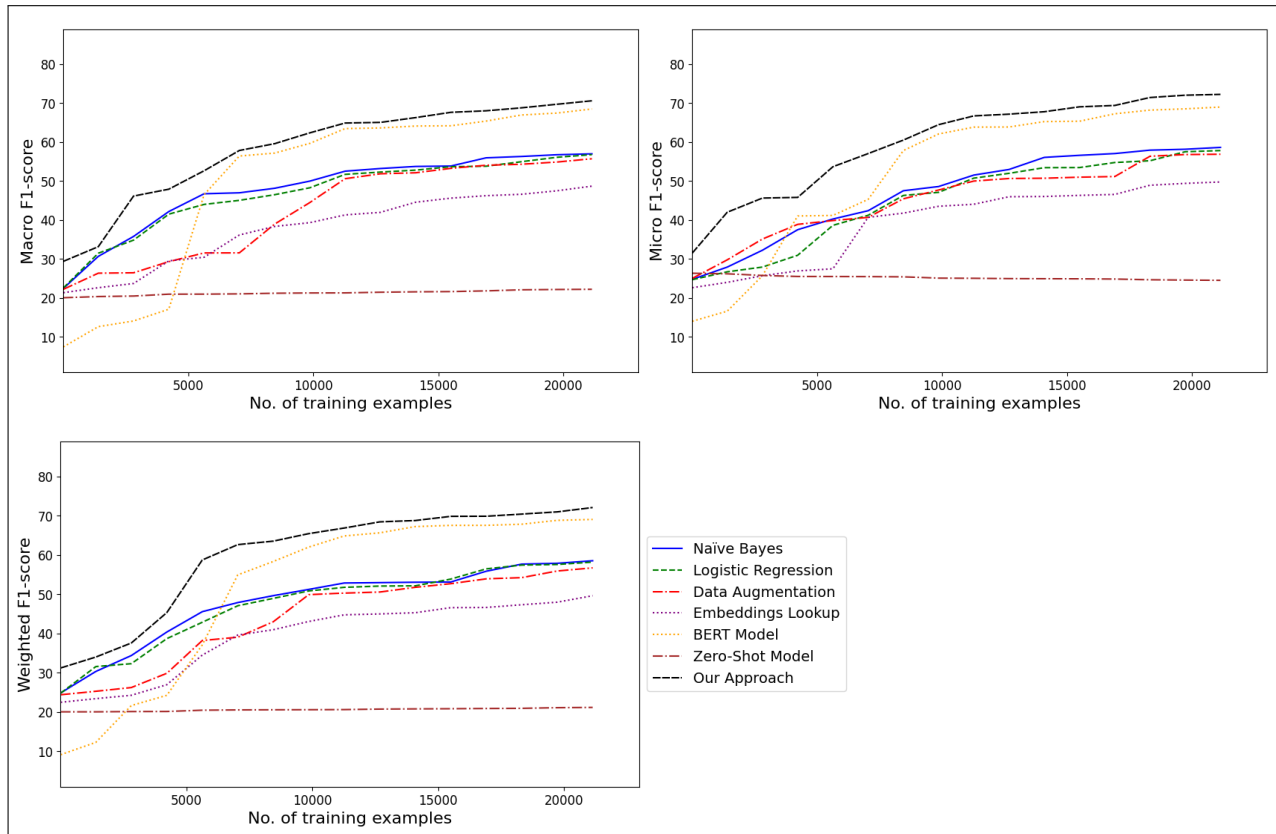 Macro F1-score
80
70
60
50
40
30
20
10
5000 10000 15000 20000
No. of training examples
Micro F1-score
80
70
60
50
40
30
20
10
5000 10000 15000 20000
No. of training examples
Weighted F1-score
80
70
60
50
40
30
20
10
5000 10000 15000 20000
No. of training examples
Naïve Bayes
Logistic Regression
Data Augmentation
Embeddings Lookup
BERT Model
Zero-Shot Model
Our Approach